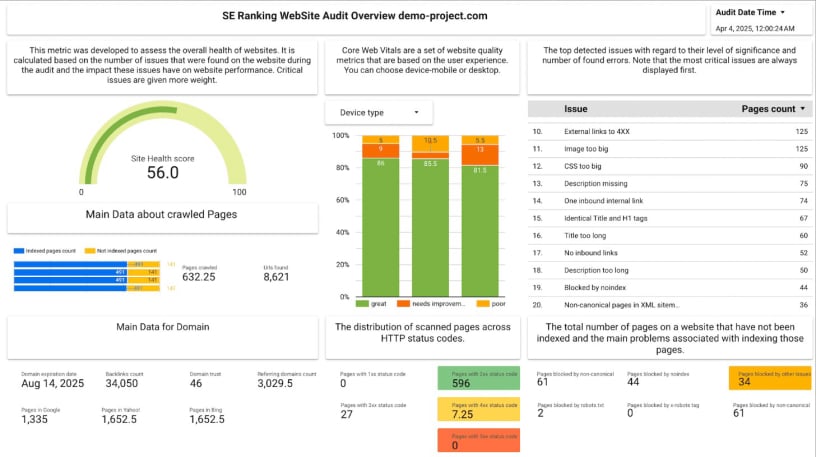 SE Ranking WebSite Audit Overview demo-project.com
Audit Date Time
Apr 4, 2025, 12:00:24 AM
This metric was developed to assess the overall health of websites. It is
calculated based on the number of issues that were found on the website during
the audit and the impact these issues have on website performance. Critical
issues are given more weight.
Site Health score
56.0
0
100
Main Data about crawled Pages
Indexed pages count
Not indexed pages count
491 141
491 141
491 141
491 141
Pages crawled
632.25
Urls found
8,621
Core Web Vitals are a set of website quality
metrics that are based on the user experience.
You can choose device-mobile or desktop.
Device type
100%
80%
60%
40%
20%
0%
5
9
86
10.5
85.5
5.5
13
81.5
great
needs improvem...
poor
The top detected issues with regard to their level of significance and
number of found errors. Note that the most critical issues are always
displayed first.
Issue Pages count
10. External links to 4XX 125
11. Image too big 125
12. CSS too big 90
13. Description missing 75
14. One inbound internal link 74
15. Identical Title and H1 tags 67
16. Title too long 60
17. No inbound links 52
18. Description too long 50
19. Blocked by noindex 44
20. Non-canonical pages in XML sitem... 36
Main Data for Domain
Domain expiration date
Aug 14, 2025
Backlinks count
34,050
Domain trust
46
Referring domains count
3,029.5
Pages in Google
1,335
Pages in Yahoo!
1,652.5
Pages in Bing
1,652.5
The distribution of scanned pages across
HTTP status codes.
Pages with 1xx status code
0
Pages with 2xx status code
596
Pages with 3xx status code
27
Pages with 4xx status code
7.25
Pages with 5xx status code
0
The total number of pages on a website that have not been
indexed and the main problems associated with indexing those
pages.
Pages blocked by non-canonical
61
Pages blocked by noindex
44
Pages blocked by other issues
34
Pages blocked by robots.txt
2
Pages blocked by x-robots tag
0
Pages blocked by non-canonical
61